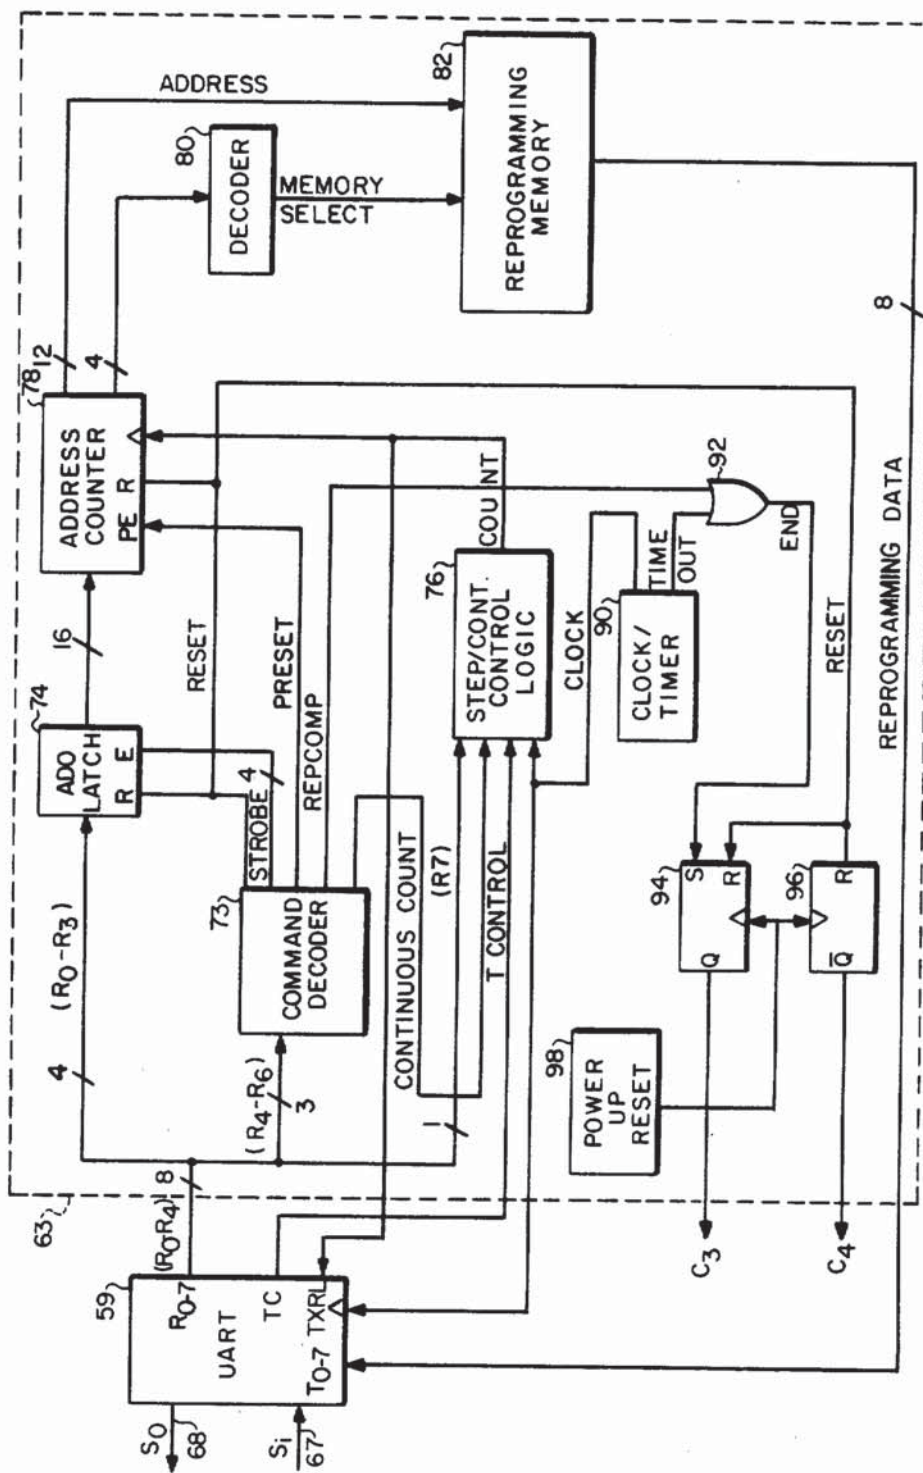 63
59
UART
(R0-R4)
R0-7
TC
TXRL
T0-7
S0
68
Si
67
8
4
(R0-R3)
(R4-R6)
3
1
74
ADO
LATCH
R E
16
RESET
STROBE 4
73
COMMAND
DECODER
PRESET
REPCOMP
CONTINUOUS COUNT
(R7)
T CONTROL
78
ADDRESS
COUNTER
PE R
12
4
ADDRESS
80
DECODER
MEMORY
SELECT
82
REPROGRAMMING
MEMORY
76
STEP/CONT.
CONTROL
LOGIC
COUNT
CLOCK
90
CLOCK/
TIMER
TIME
OUT
92
END
RESET
94
S
R
Q
96
R
Q̅
98
POWER
UP
RESET
C3
C4
REPROGRAMMING DATA
8